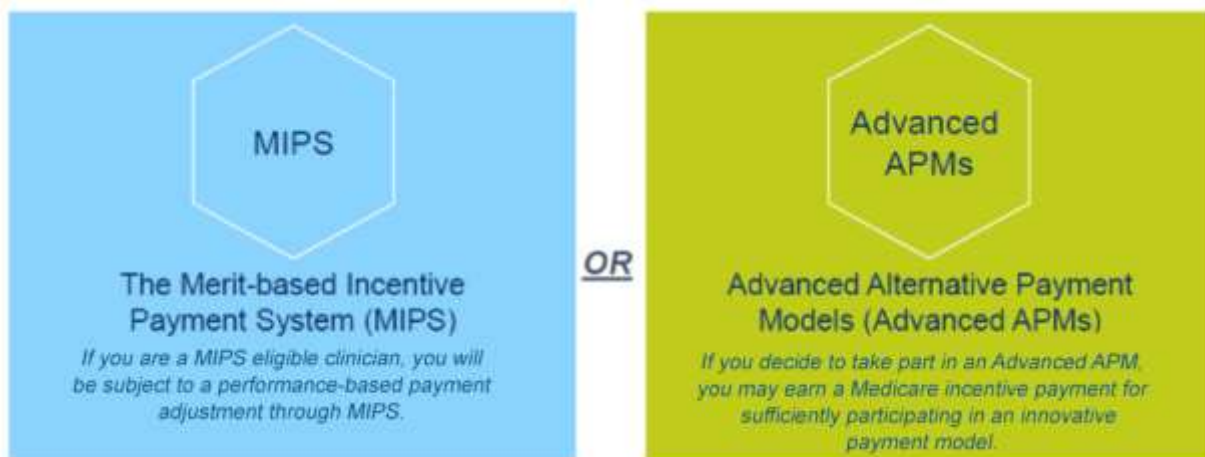 MIPS
The Merit-based Incentive
Payment System (MIPS)
If you are a MIPS eligible clinician, you will
be subject to a performance-based payment
adjustment through MIPS.
OR
Advanced
APMs
Advanced Alternative Payment
Models (Advanced APMs)
If you decide to take part in an Advanced APM,
you may earn a Medicare incentive payment for
sufficiently participating in an innovative
payment model.